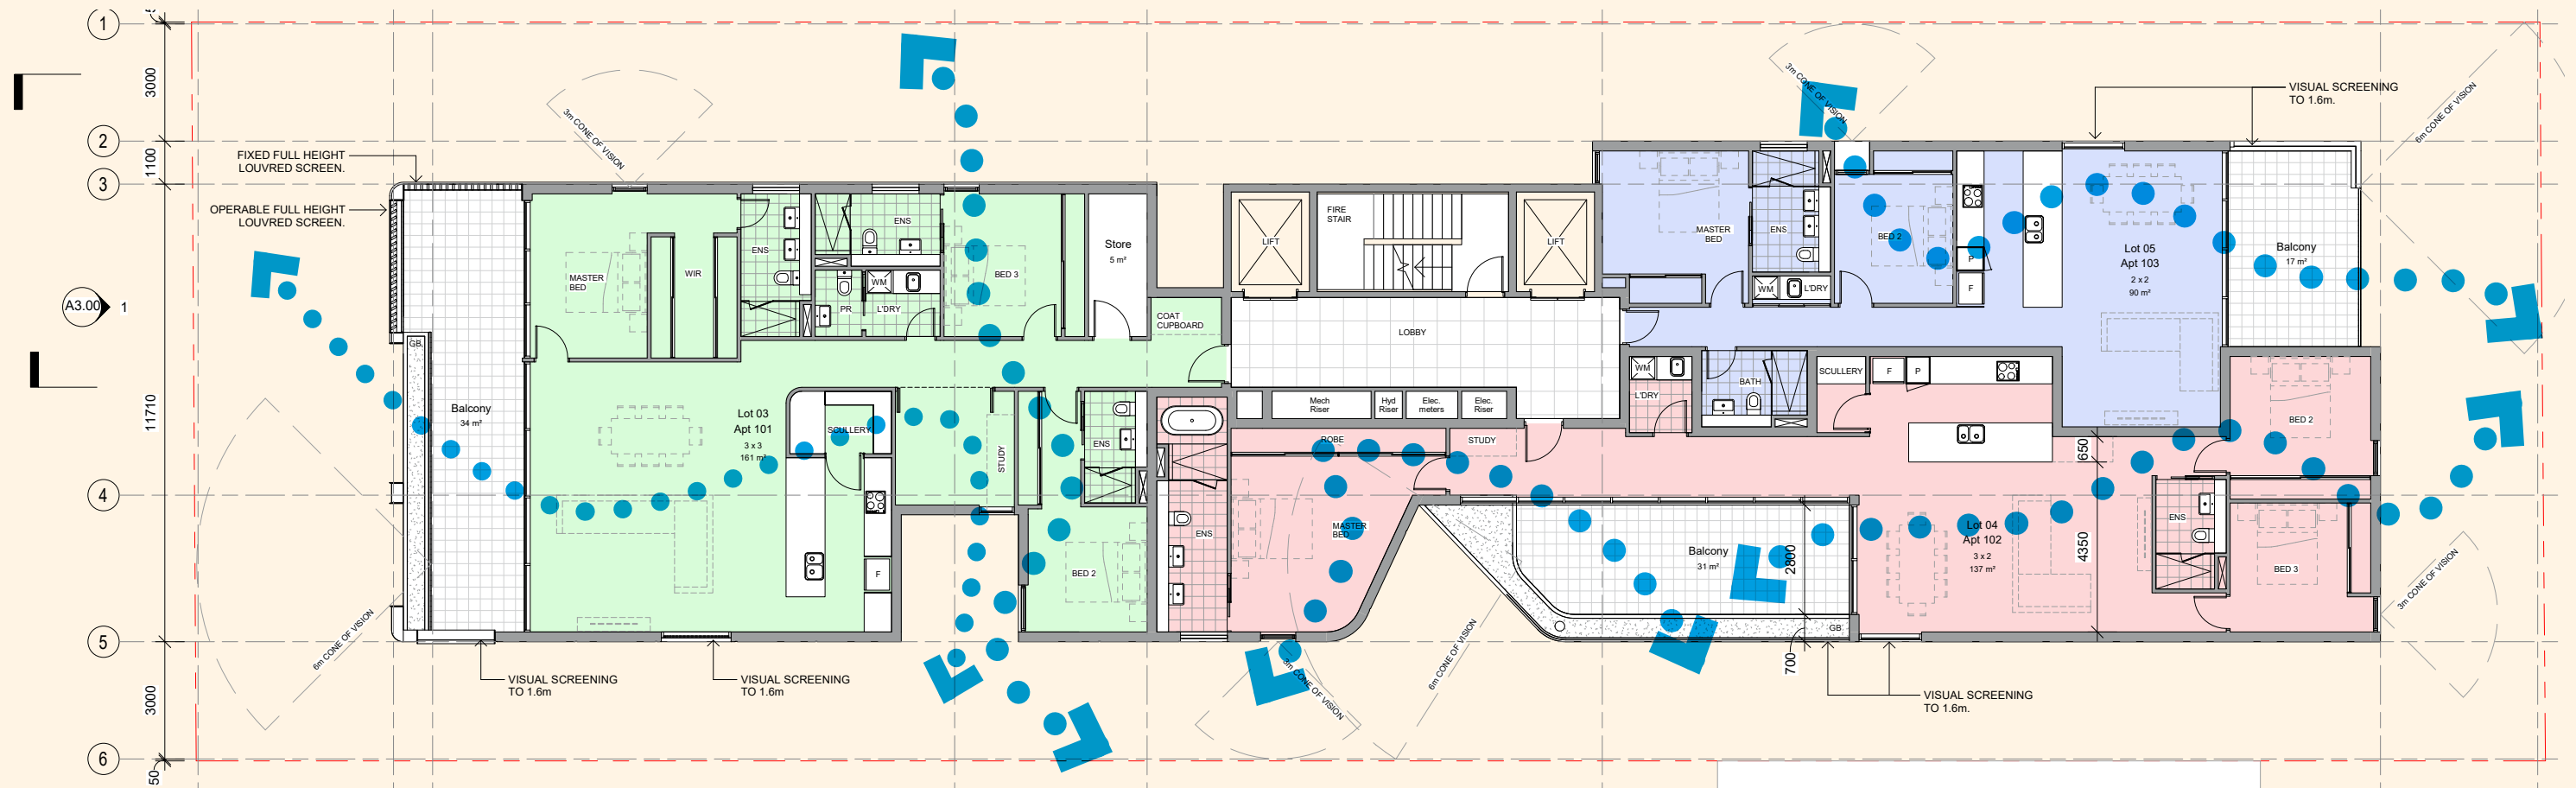 1
2
3
4
5
6
3000
1100
11710
3000
50
A3.00
1
FIXED FULL HEIGHT
LOUVRED SCREEN.
OPERABLE FULL HEIGHT
LOUVRED SCREEN.
3m CONE OF VISION
6m CONE OF VISION
GB
Balcony
34 m²
MASTER
BED
WIR
ENS
ENS
PR
WM
L'DRY
BED 3
Store
5 m²
COAT
CUPBOARD
Lot 03
Apt 101
3 x 3
161 m²
SCULLERY
F
STUDY
ENS
BED 2
VISUAL SCREENING
TO 1.6m
VISUAL SCREENING
TO 1.6m
LIFT
FIRE
STAIR
LIFT
LOBBY
Mech
Riser
Hyd
Riser
Elec.
meters
Elec.
Riser
ROBE
STUDY
ENS
MASTER
BED
3m CONE OF VISION
6m CONE OF VISION
Balcony
31 m²
2800
700
GB
3m CONE OF VISION
MASTER
BED
ENS
WM
L'DRY
BED 2
P
F
Lot 05
Apt 103
2 x 2
90 m²
Balcony
17 m²
VISUAL SCREENING
TO 1.6m.
6m CONE OF VISION
WM
L'DRY
BATH
SCULLERY
F
P
Lot 04
Apt 102
3 x 2
137 m²
650
4350
ENS
BED 2
BED 3
3m CONE OF VISION
VISUAL SCREENING
TO 1.6m.